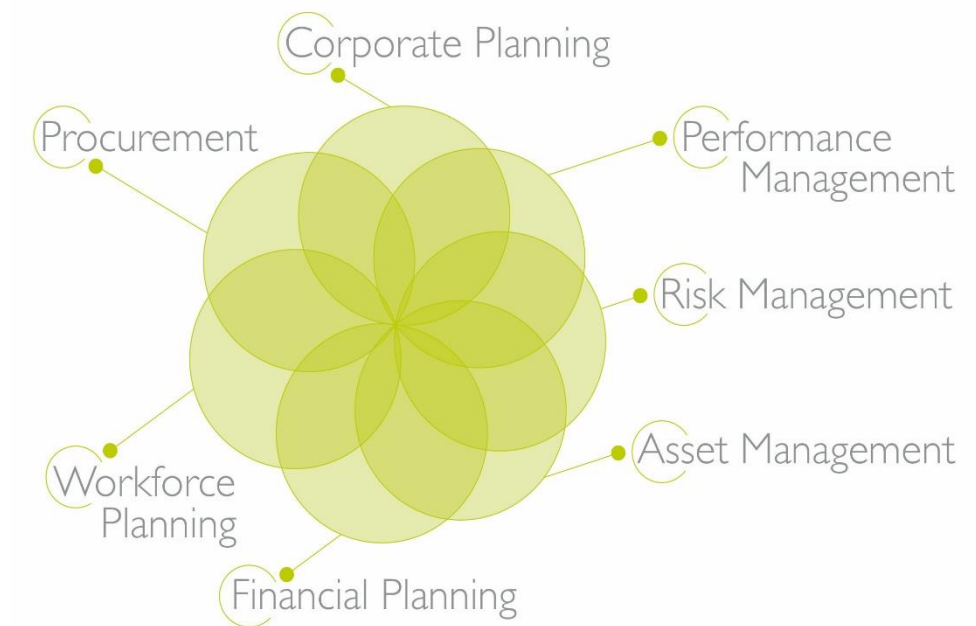 Corporate Planning
Procurement
Performance
Management
Risk Management
Asset Management
Workforce
Planning
Financial Planning